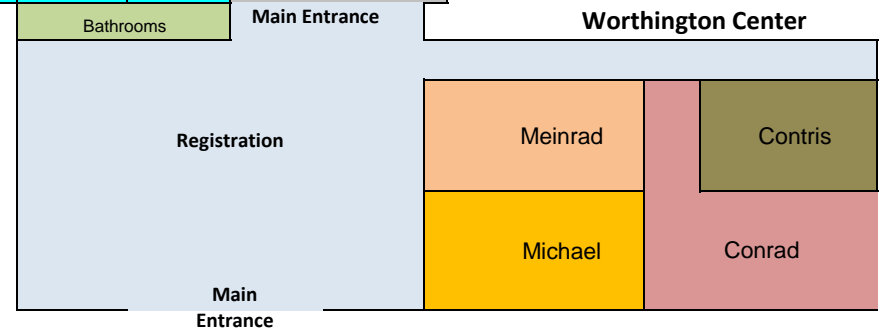 Main Entrance
Worthington Center
Bathrooms
Registration
Meinrad
Contris
Michael
Conrad
Main
Entrance